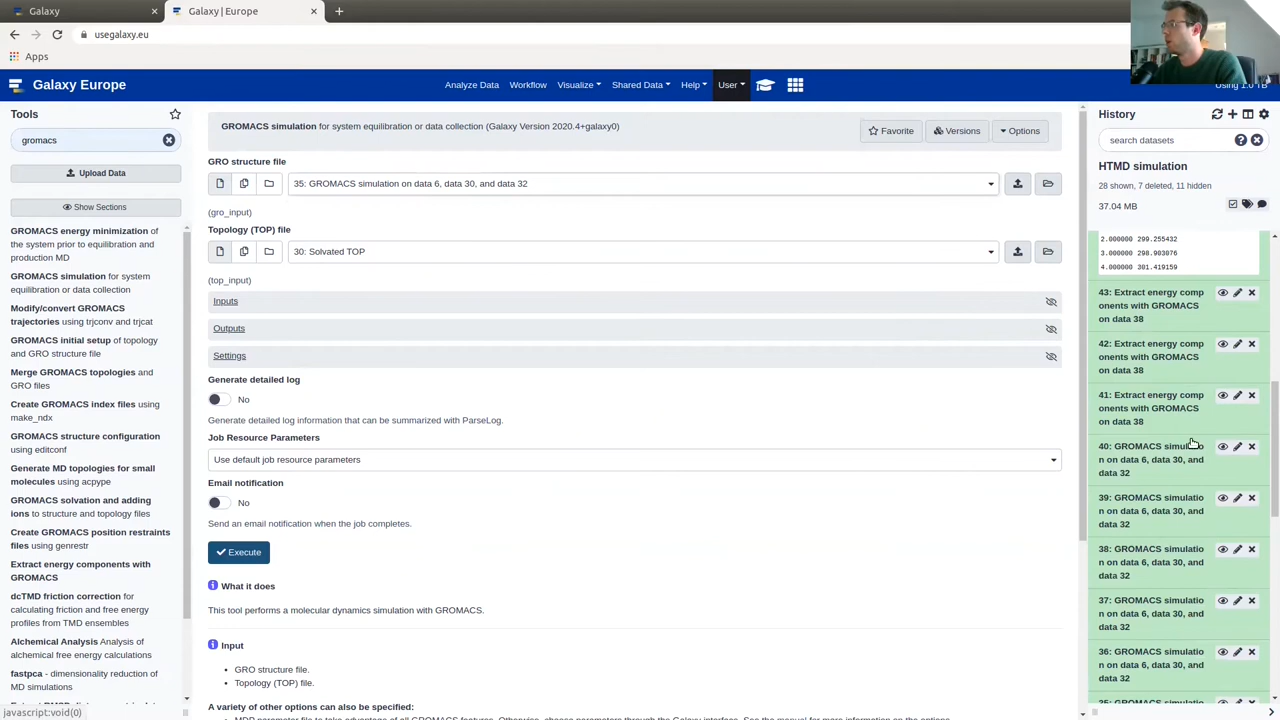 Galaxy
Galaxy | Europe
usegalaxy.eu
Apps
Galaxy Europe
Analyze Data Workflow Visualize Shared Data Help User
Tools
gromacs
Upload Data
Show Sections
GROMACS energy minimization of
the system prior to equilibration and
production MD
GROMACS simulation for system
equilibration or data collection
Modify/convert GROMACS
trajectories using trjconv and trjcat
GROMACS initial setup of topology
and GRO structure file
Merge GROMACS topologies and
GRO files
Create GROMACS index files using
make_ndx
GROMACS structure configuration
using editconf
Generate MD topologies for small
molecules using acpype
GROMACS solvation and adding
ions to structure and topology files
Create GROMACS position restraints
files using genrestr
Extract energy components with
GROMACS
dcTMD friction correction for
calculating friction and free energy
profiles from TMD ensembles
Alchemical Analysis Analysis of
alchemical free energy calculations
fastpca - dimensionality reduction of
MD simulations
javascript:void(0)
GROMACS simulation for system equilibration or data collection (Galaxy Version 2020.4+galaxy0)
Favorite
Versions
Options
GRO structure file
35: GROMACS simulation on data 6, data 30, and data 32
(gro_input)
Topology (TOP) file
30: Solvated TOP
(top_input)
Inputs
Outputs
Settings
Generate detailed log
No
Generate detailed log information that can be summarized with ParseLog.
Job Resource Parameters
Use default job resource parameters
Email notification
No
Send an email notification when the job completes.
Execute
What it does
This tool performs a molecular dynamics simulation with GROMACS.
Input
• GRO structure file.
• Topology (TOP) file.
A variety of other options can also be specified:
History
search datasets
HTMD simulation
28 shown, 7 deleted, 11 hidden
37.04 MB
2.000000 299.255432
3.000000 298.903076
4.000000 301.419159
43: Extract energy comp
onents with GROMACS
on data 38
42: Extract energy comp
onents with GROMACS
on data 38
41: Extract energy comp
onents with GROMACS
on data 38
40: GROMACS simulatio
n on data 6, data 30, and
data 32
39: GROMACS simulatio
n on data 6, data 30, and
data 32
38: GROMACS simulatio
n on data 6, data 30, and
data 32
37: GROMACS simulatio
n on data 6, data 30, and
data 32
36: GROMACS simulatio
n on data 6, data 30, and
data 32